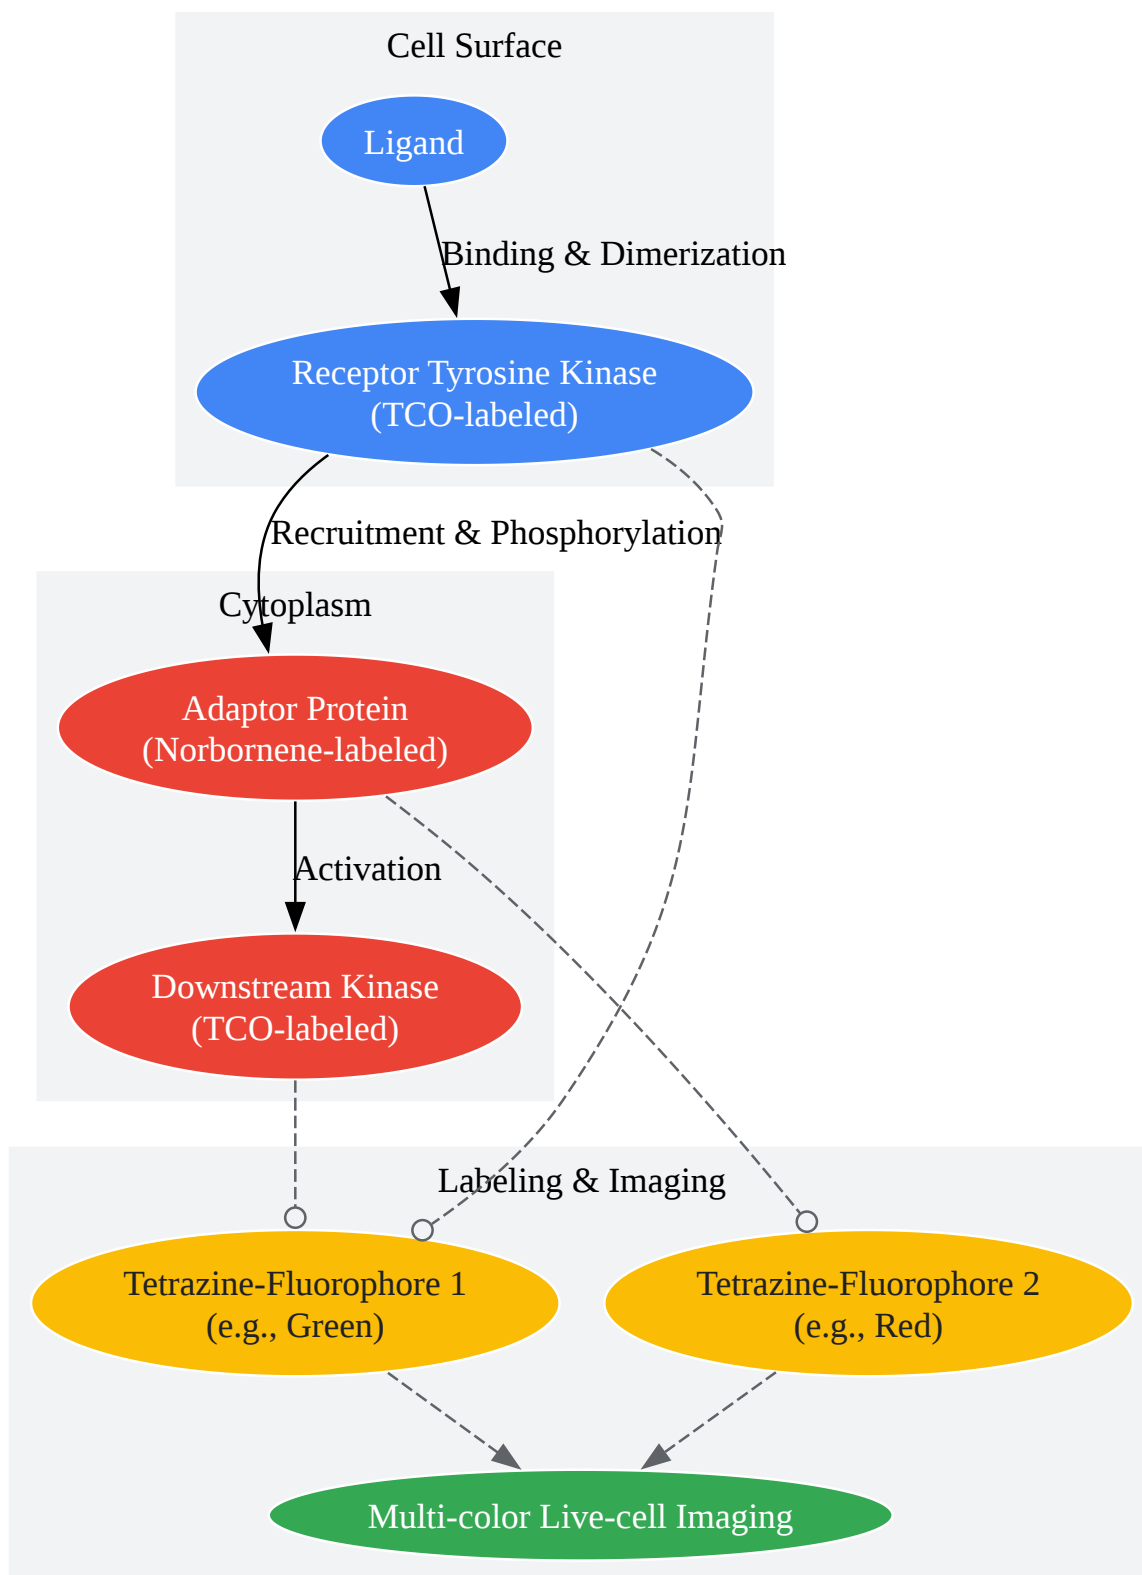 Cell Surface
Ligand
Binding & Dimerization
Receptor Tyrosine Kinase
(TCO-labeled)
Recruitment & Phosphorylation
Cytoplasm
Adaptor Protein
(Norbornene-labeled)
Activation
Downstream Kinase
(TCO-labeled)
Labeling & Imaging
Tetrazine-Fluorophore 1
(e.g., Green)
Tetrazine-Fluorophore 2
(e.g., Red)
Multi-color Live-cell Imaging